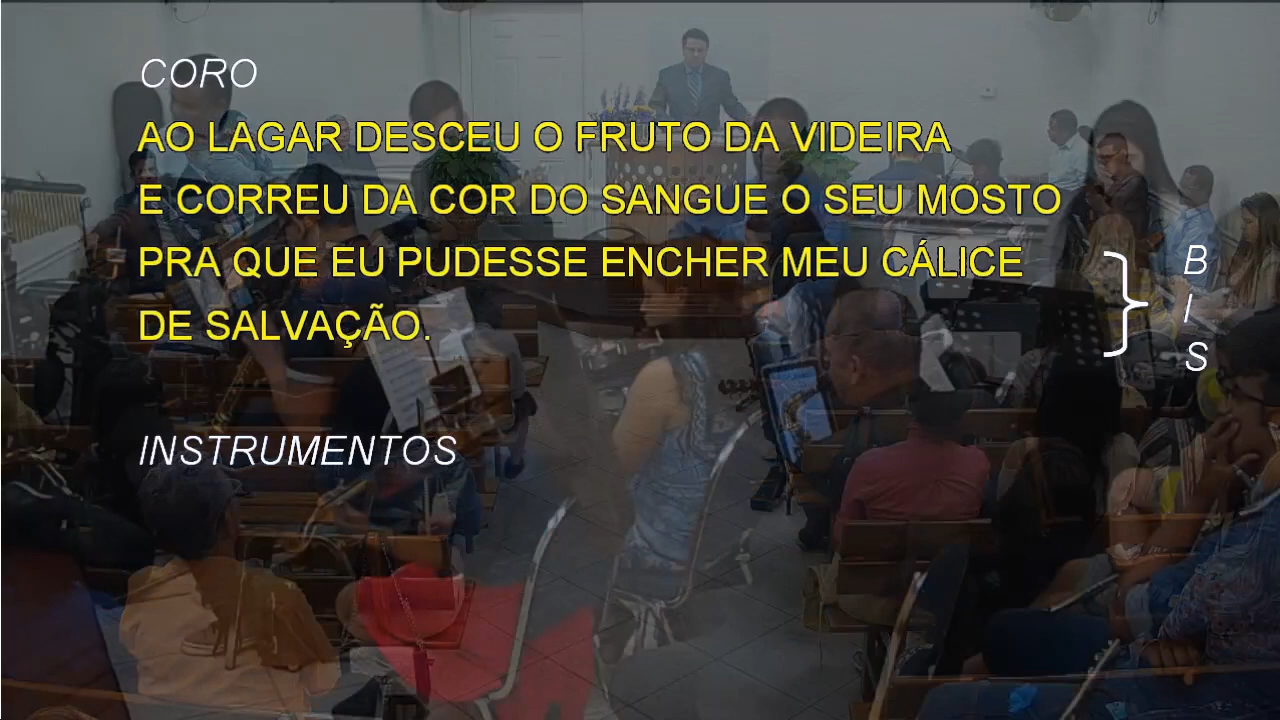 CORO
AO LAGAR DESCEU O FRUTO DA VIDEIRA
E CORREU DA COR DO SANGUE O SEU MOSTO
PRA QUE EU PUDESSE ENCHER MEU CÁLICE
DE SALVAÇÃO.
BIS
INSTRUMENTOS